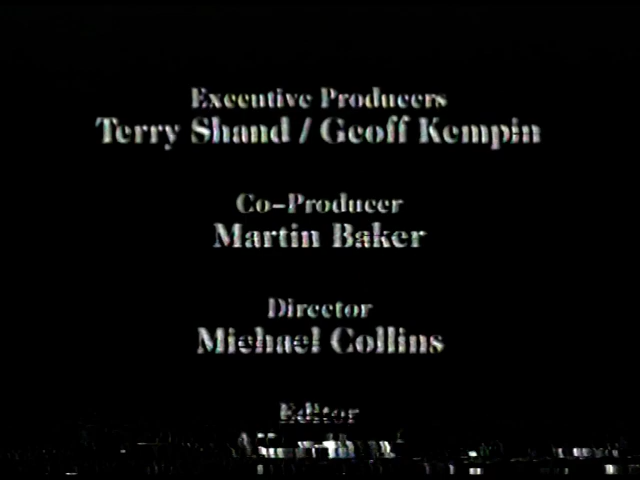 Executive Producers
Terry Shand / Geoff Kempin
Co-Producer
Martin Baker
Director
Michael Collins
Editor